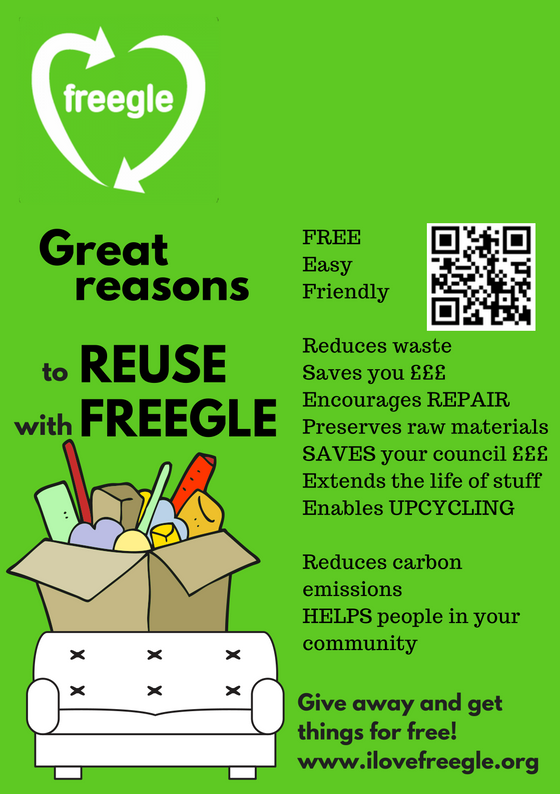 freegle
Great
reasons
to REUSE
with FREEGLE
FREE
Easy
Friendly
Reduces waste
Saves you £££
Encourages REPAIR
Preserves raw materials
SAVES your council £££
Extends the life of stuff
Enables UPCYCLING
Reduces carbon
emissions
HELPS people in your
community
Give away and get
things for free!
www.ilovefreegle.org